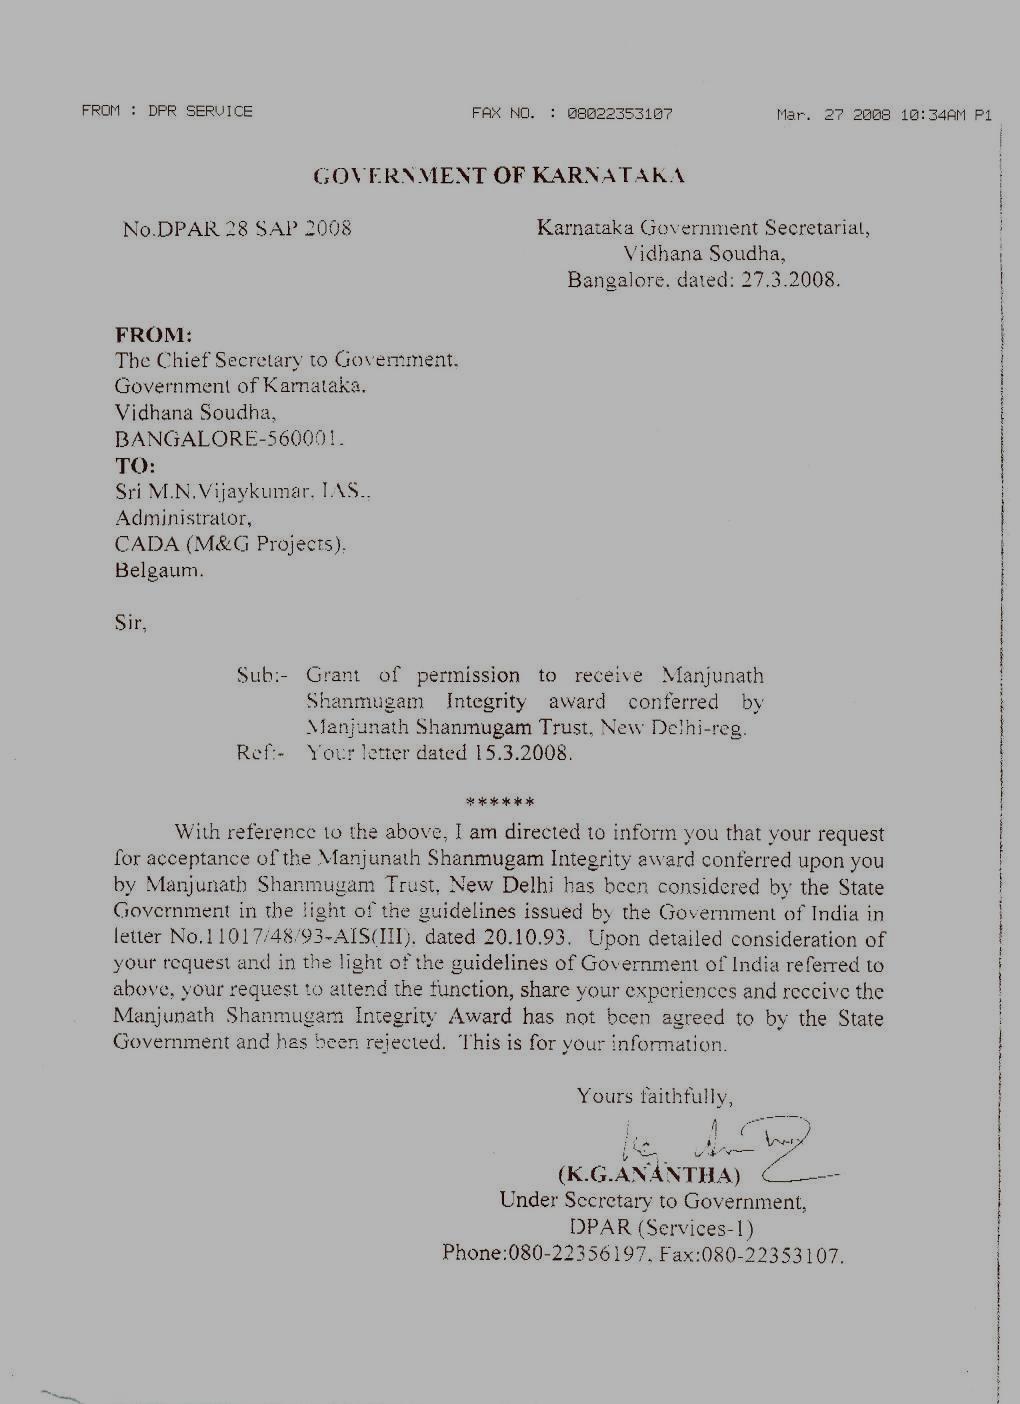 FROM : DPR SERVICE FAX NO. : 08022353107 Mar. 27 2008 10:34AM P1
GOVERNMENT OF KARNATAKA
No.DPAR 28 SAP 2008 Karnataka Government Secretariat,
Vidhana Soudha,
Bangalore, dated: 27.3.2008.
FROM:
The Chief Secretary to Government,
Government of Karnataka,
Vidhana Soudha,
BANGALORE-560001.
TO:
Sri M.N.Vijaykumar, IAS.,
Administrator,
CADA (M&G Projects),
Belgaum.
Sir,
Sub:- Grant of permission to receive Manjunath
Shanmugam Integrity award conferred by
Manjunath Shanmugam Trust, New Delhi-reg.
Ref:- Your letter dated 15.3.2008.
******
With reference to the above, I am directed to inform you that your request
for acceptance of the Manjunath Shanmugam Integrity award conferred upon you
by Manjunath Shanmugam Trust, New Delhi has been considered by the State
Government in the light of the guidelines issued by the Government of India in
letter No.11017/48/93-AIS(III), dated 20.10.93. Upon detailed consideration of
your request and in the light of the guidelines of Government of India referred to
above, your request to attend the function, share your experiences and receive the
Manjunath Shanmugam Integrity Award has not been agreed to by the State
Government and has been rejected. This is for your information.
Yours faithfully,
(K.G.ANANTHA)
Under Secretary to Government,
DPAR (Services-1)
Phone:080-22356197, Fax:080-22353107.